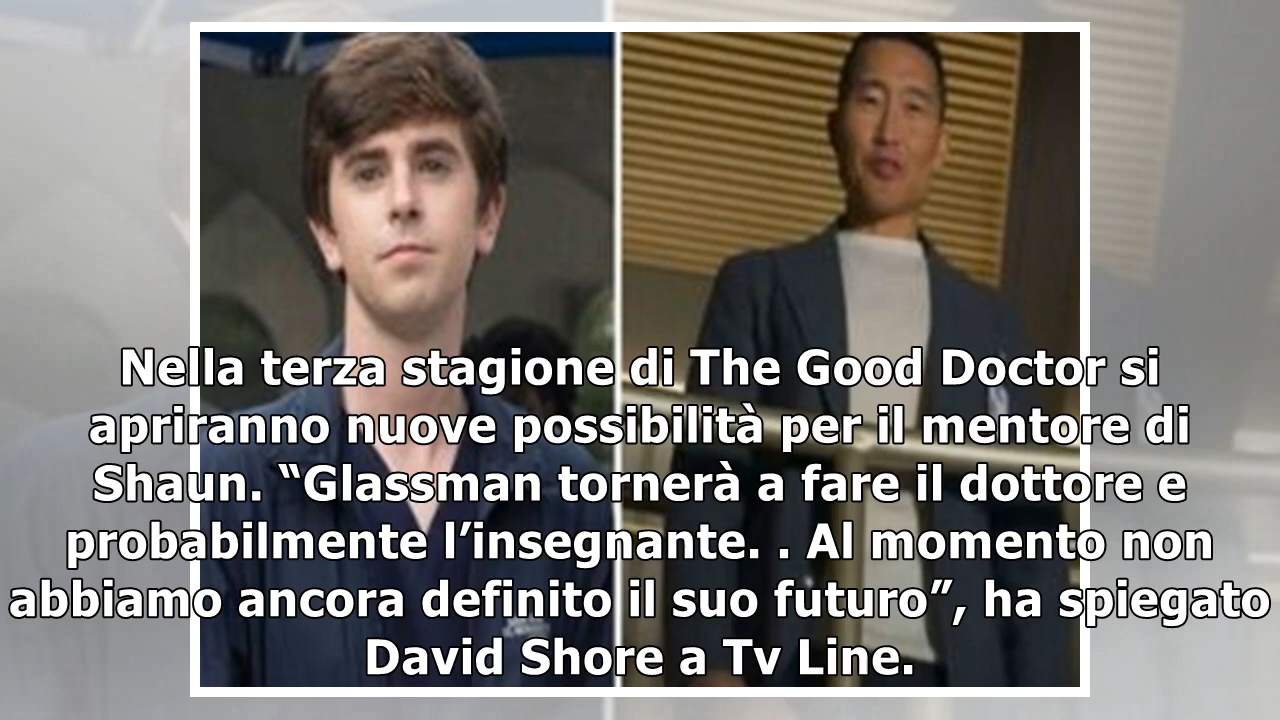 Nella terza stagione di The Good Doctor si
apriranno nuove possibilità per il mentore di
Shaun. “Glassman tornerà a fare il dottore e
probabilmente l’insegnante. . Al momento non
abbiamo ancora definito il suo futuro”, ha spiegato
David Shore a Tv Line.